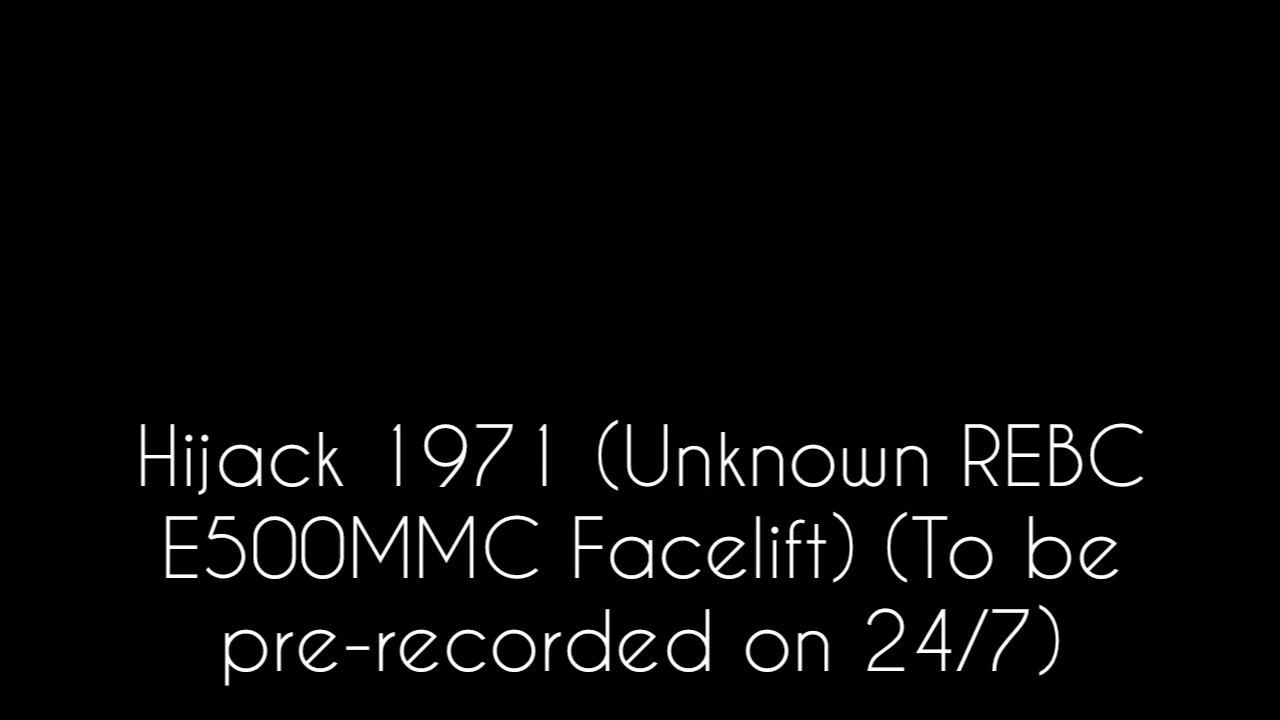 Hijack 1971 (Unknown REBC
E500MMC Facelift) (To be
pre-recorded on 24/7)